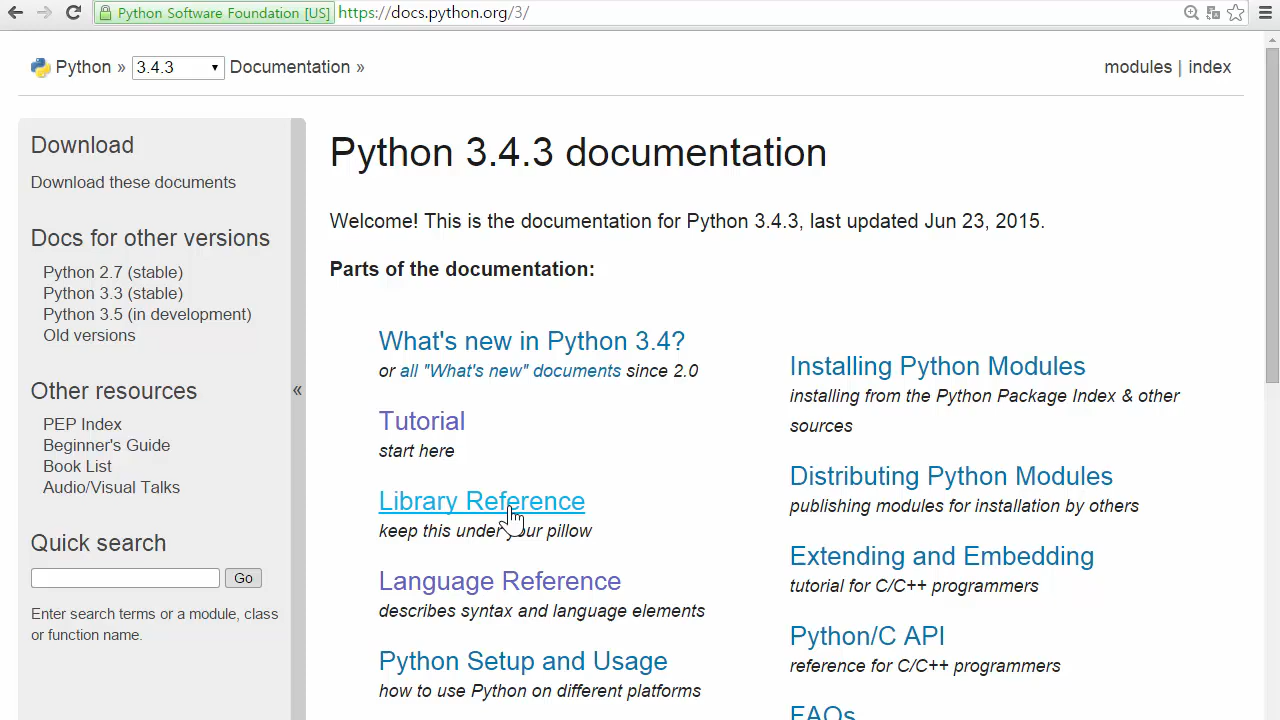 Python Software Foundation [US] https://docs.python.org/3/
Python » 3.4.3 Documentation »
modules | index
Download
Download these documents
Docs for other versions
Python 2.7 (stable)
Python 3.3 (stable)
Python 3.5 (in development)
Old versions
Other resources
PEP Index
Beginner's Guide
Book List
Audio/Visual Talks
Quick search
Go
Enter search terms or a module, class
or function name.
«
Python 3.4.3 documentation
Welcome! This is the documentation for Python 3.4.3, last updated Jun 23, 2015.
Parts of the documentation:
What's new in Python 3.4?
or all "What's new" documents since 2.0
Tutorial
start here
Library Reference
keep this under your pillow
Language Reference
describes syntax and language elements
Python Setup and Usage
how to use Python on different platforms
Installing Python Modules
installing from the Python Package Index & other
sources
Distributing Python Modules
publishing modules for installation by others
Extending and Embedding
tutorial for C/C++ programmers
Python/C API
reference for C/C++ programmers
FAQs